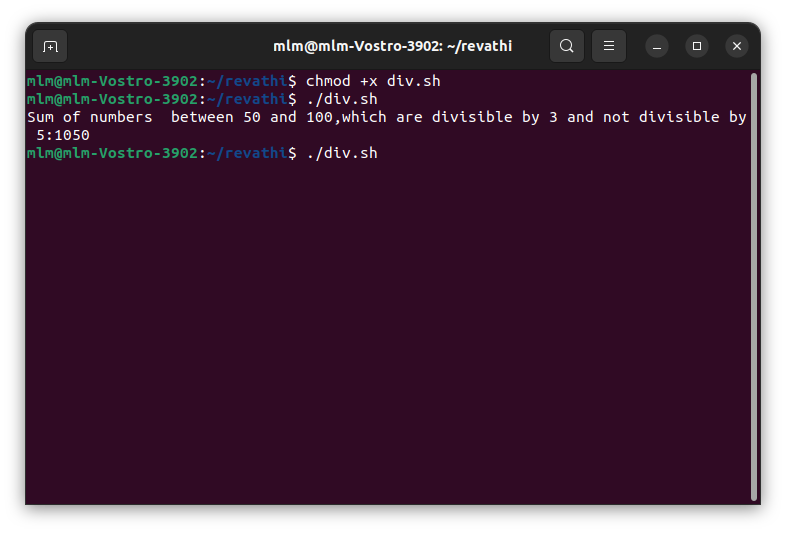 mlm@mlm-Vostro-3902: ~/revathi
mlm@mlm-Vostro-3902:~/revathi$ chmod +x div.sh
mlm@mlm-Vostro-3902:~/revathi$ ./div.sh
Sum of numbers  between 50 and 100,which are divisible by 3 and not divisible by
 5:1050
mlm@mlm-Vostro-3902:~/revathi$ ./div.sh